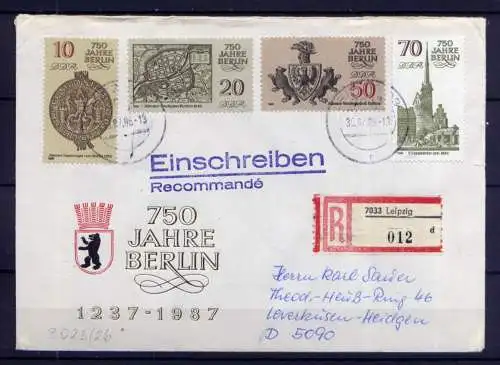 10
750
JAHRE
BERLIN
DDR
750 JAHRE
BERLIN
DDR
20
750 JAHRE
BERLIN
DDR
50
70
750
JAHRE
BERLIN
DDR
Einschreiben
Recommandé
R
7033 Leipzig
d
012
750
JAHRE
BERLIN
1237-1987
3023/26
Herrn Karl Sauer
Theod.-Heuß-Ring 46
Leverkusen-Heidgen
D 5090